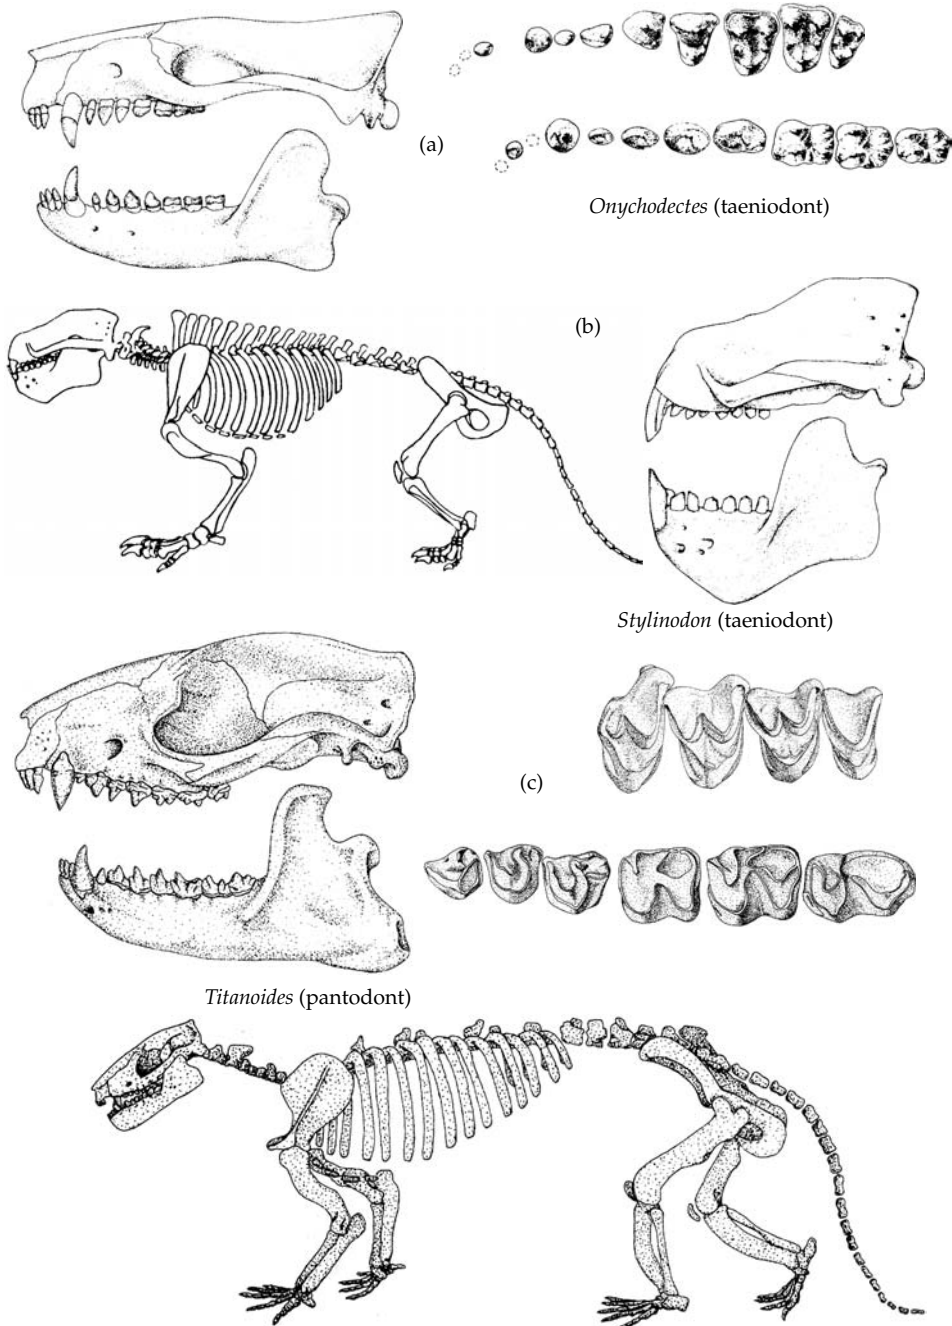 (a)
Onychodectes (taeniodont)
(b)
Stylinodon (taeniodont)
(c)
Titanoides (pantodont)